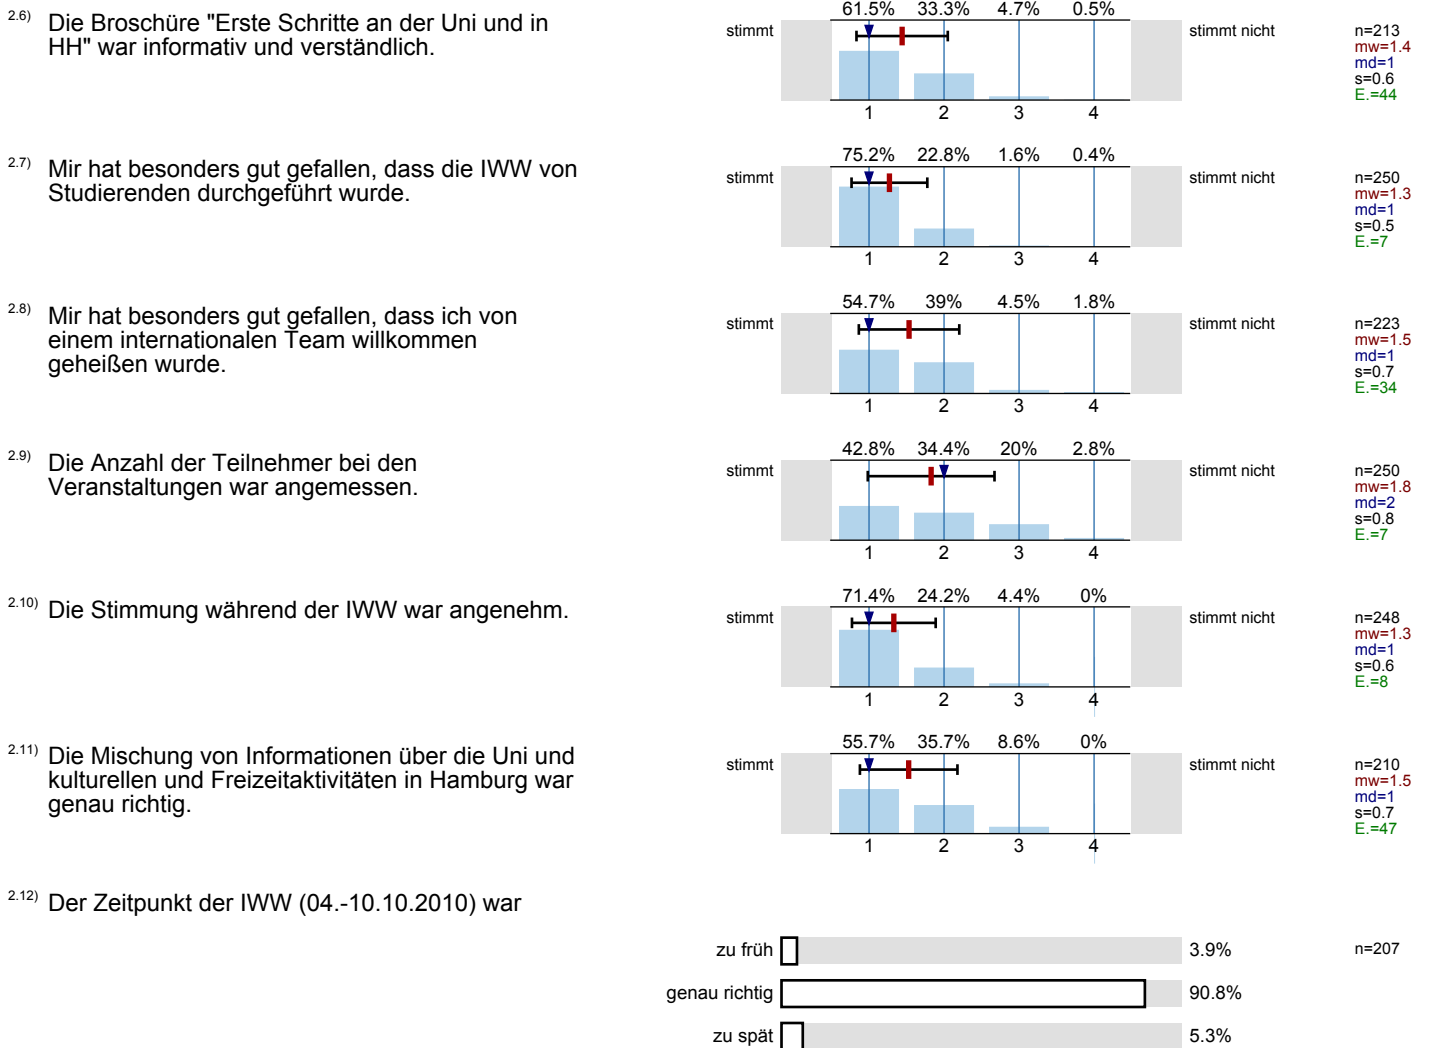 2.6) Die Broschüre "Erste Schritte an der Uni und in
HH" war informativ und verständlich.
61.5% 33.3% 4.7% 0.5%
stimmt
stimmt nicht
1 2 3 4
n=213
mw=1.4
md=1
s=0.6
E.=44
2.7) Mir hat besonders gut gefallen, dass die IWW von
Studierenden durchgeführt wurde.
75.2% 22.8% 1.6% 0.4%
stimmt
stimmt nicht
1 2 3 4
n=250
mw=1.3
md=1
s=0.5
E.=7
2.8) Mir hat besonders gut gefallen, dass ich von
einem internationalen Team willkommen
geheißen wurde.
54.7% 39% 4.5% 1.8%
stimmt
stimmt nicht
1 2 3 4
n=223
mw=1.5
md=1
s=0.7
E.=34
2.9) Die Anzahl der Teilnehmer bei den
Veranstaltungen war angemessen.
42.8% 34.4% 20% 2.8%
stimmt
stimmt nicht
1 2 3 4
n=250
mw=1.8
md=2
s=0.8
E.=7
2.10) Die Stimmung während der IWW war angenehm.
71.4% 24.2% 4.4% 0%
stimmt
stimmt nicht
1 2 3 4
n=248
mw=1.3
md=1
s=0.6
E.=8
2.11) Die Mischung von Informationen über die Uni und
kulturellen und Freizeitaktivitäten in Hamburg war
genau richtig.
55.7% 35.7% 8.6% 0%
stimmt
stimmt nicht
1 2 3 4
n=210
mw=1.5
md=1
s=0.7
E.=47
2.12) Der Zeitpunkt der IWW (04.-10.10.2010) war
zu früh 3.9% n=207
genau richtig 90.8%
zu spät 5.3%